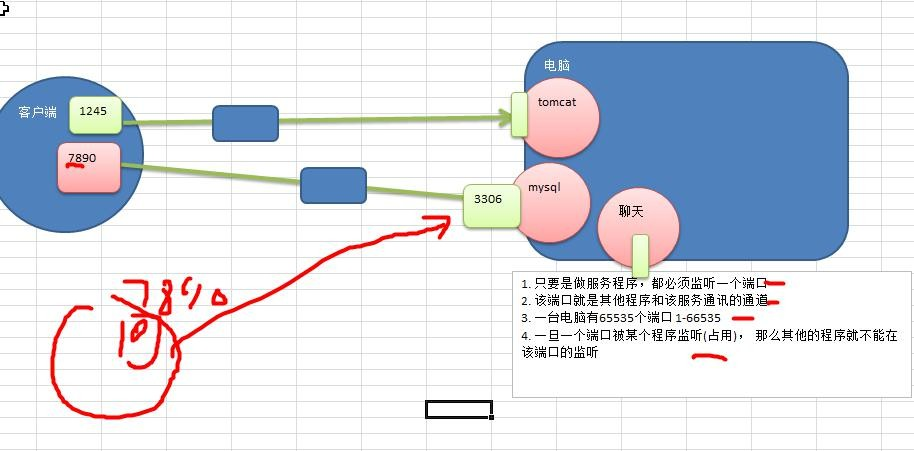 电脑
客户端
1245
tomcat
7890
mysql
3306
聊天
7890
1. 只要是做服务程序，都必须监听一个端口
2. 该端口就是其他程序和该服务通讯的通道
3. 一台电脑有65535个端口 1-66535
4. 一旦一个端口被某个程序监听(占用)， 那么其他的程序就不能在
该端口的监听